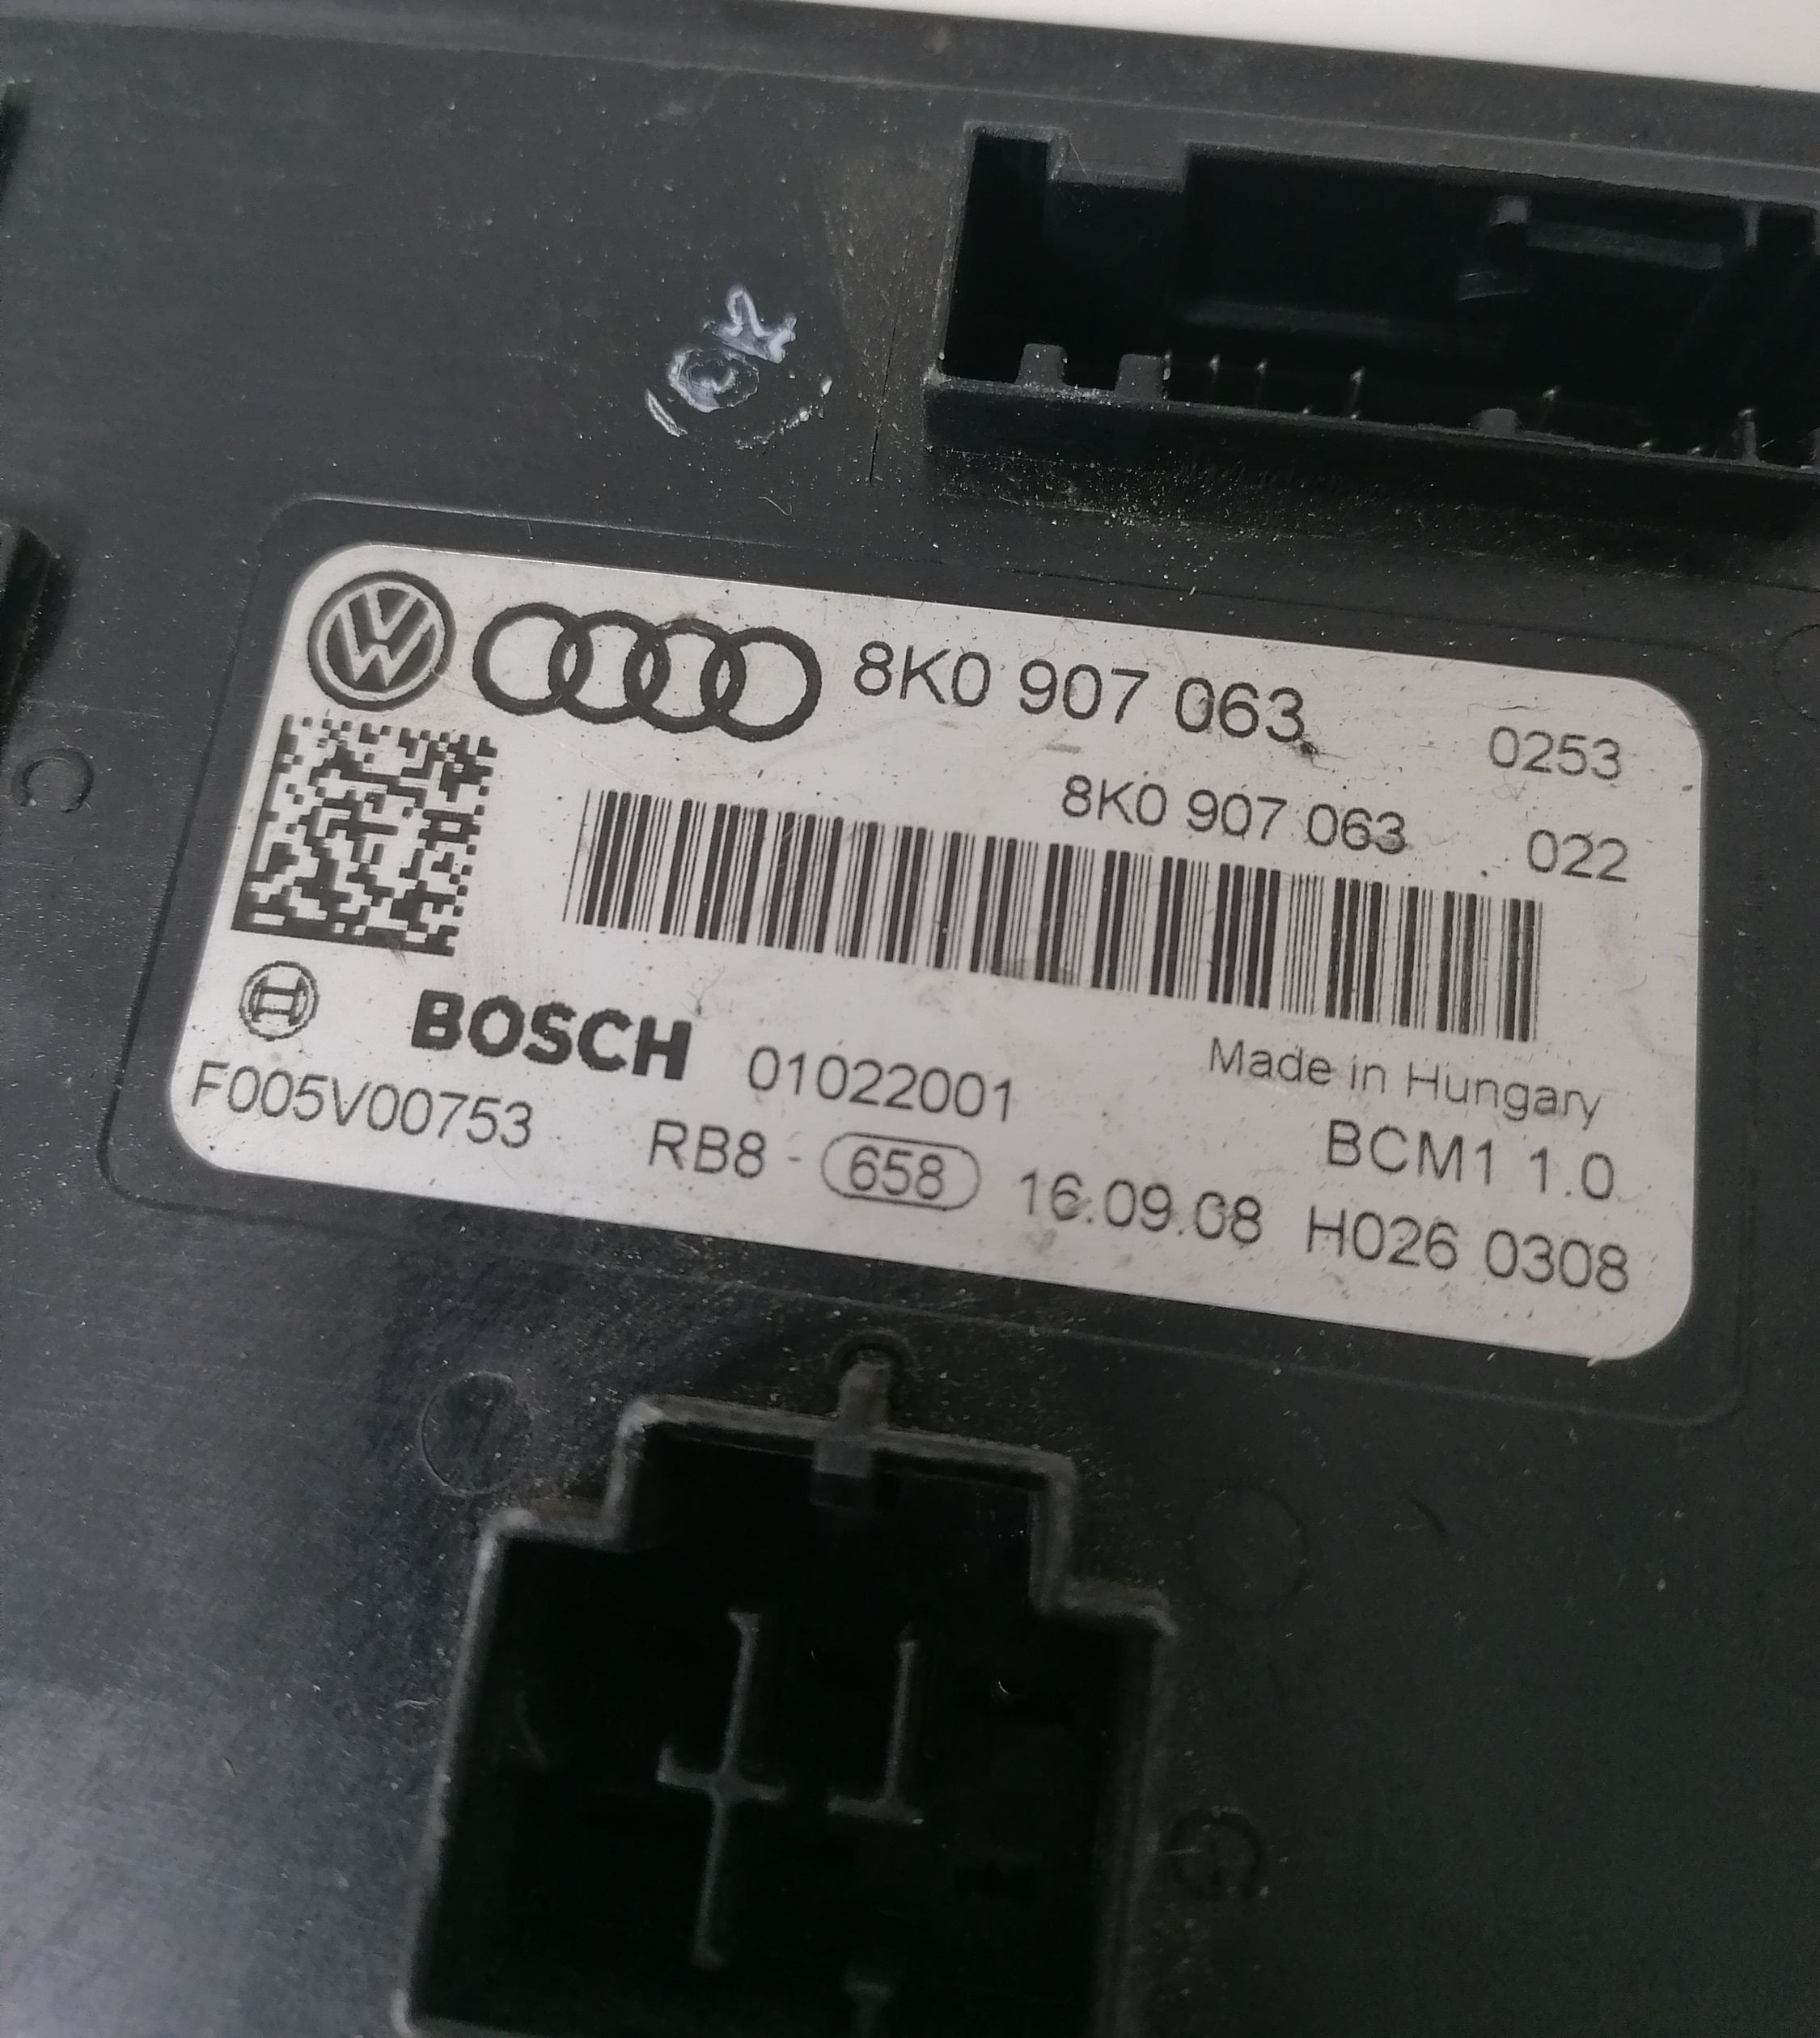 OK
8K0 907 063 0253
8K0 907 063 022
BOSCH 01022001 Made in Hungary
BCM1 1.0
F005V00753 RB8 - 658 16.09.08 H026 0308